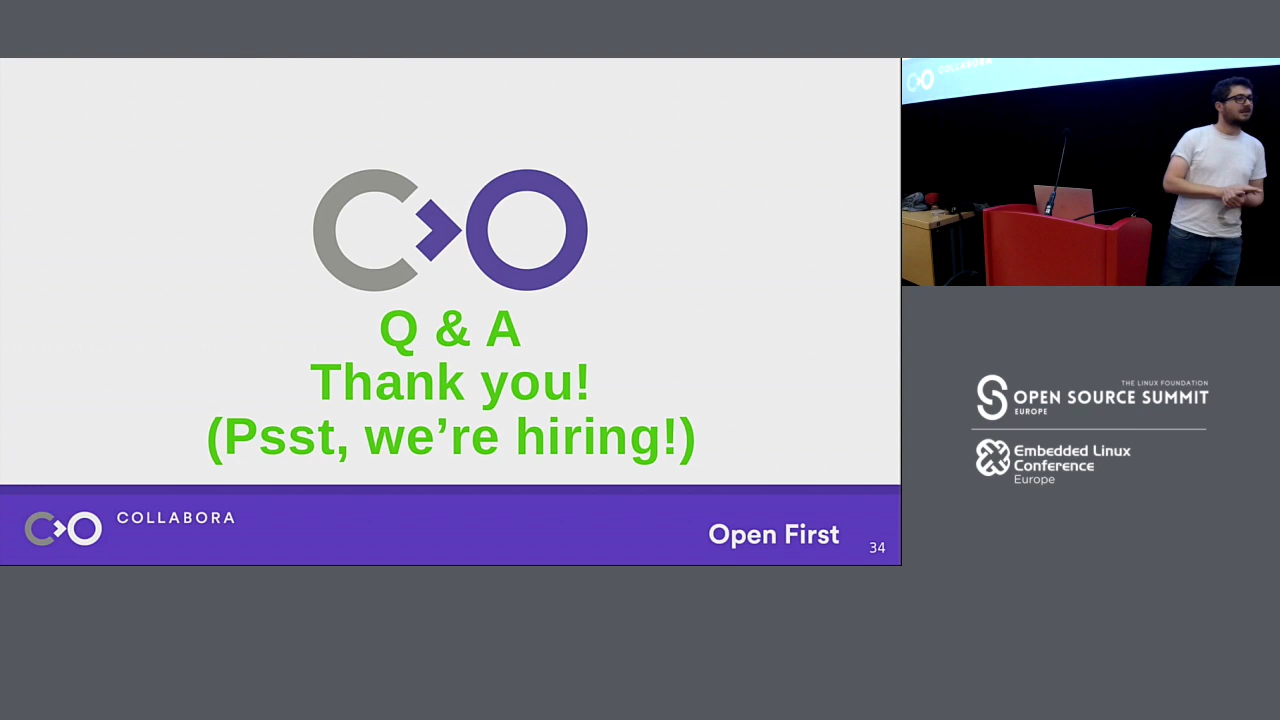 Q & A
Thank you!
(Psst, we’re hiring!)
COLLABORA
Open First
34
COLLABORA
THE LINUX FOUNDATION
OPEN SOURCE SUMMIT
EUROPE
Embedded Linux
Conference
Europe